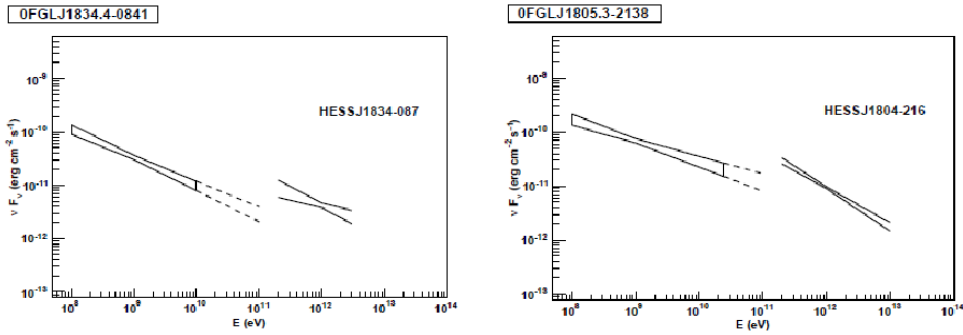 0FGLJ1834.4-0841
10⁻⁹
10⁻¹⁰
10⁻¹¹
10⁻¹²
10⁻¹³
ν Fᵥ (erg cm⁻² s⁻¹)
HESSJ1834-087
10⁸ 10⁹ 10¹⁰ 10¹¹ 10¹² 10¹³ 10¹⁴
E (eV)
0FGLJ1805.3-2138
10⁻⁹
10⁻¹⁰
10⁻¹¹
10⁻¹²
10⁻¹³
ν Fᵥ (erg cm⁻² s⁻¹)
HESSJ1804-216
10⁸ 10⁹ 10¹⁰ 10¹¹ 10¹² 10¹³ 10¹⁴
E (eV)